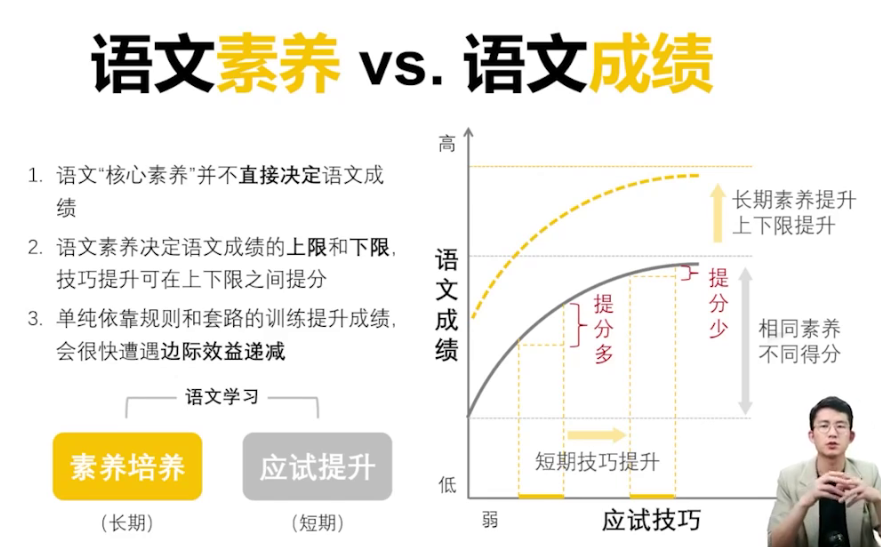 语文素养 vs. 语文成绩
1. 语文“核心素养”并不直接决定语文成
绩
2. 语文素养决定语文成绩的上限和下限，
技巧提升可在上下限之间提分
3. 单纯依靠规则和套路的训练提升成绩，
会很快遭遇边际效益递减
语文学习
素养培养
（长期）
应试提升
（短期）
高
语文成绩
低
弱
应试技巧
提分多
提分少
短期技巧提升
长期素养提升
上下限提升
相同素养
不同得分